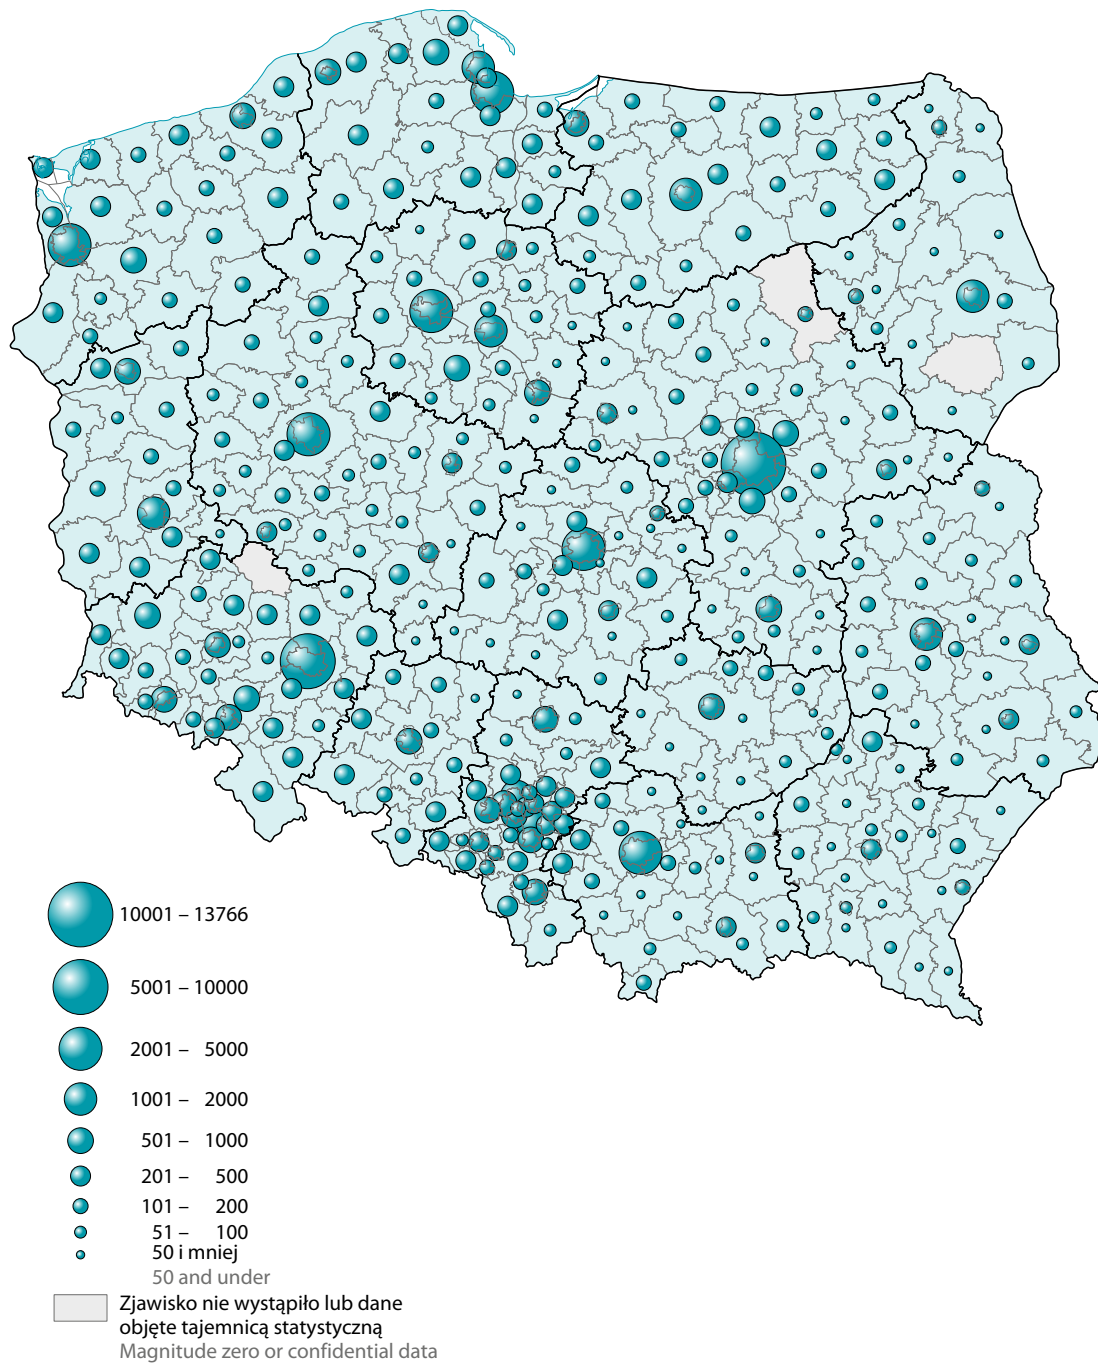 10001 – 13766
5001 – 10000
2001 – 5000
1001 – 2000
501 – 1000
201 – 500
101 – 200
51 – 100
50 i mniej
50 and under
Zjawisko nie wystąpiło lub dane
objęte tajemnicą statystyczną
Magnitude zero or confidential data